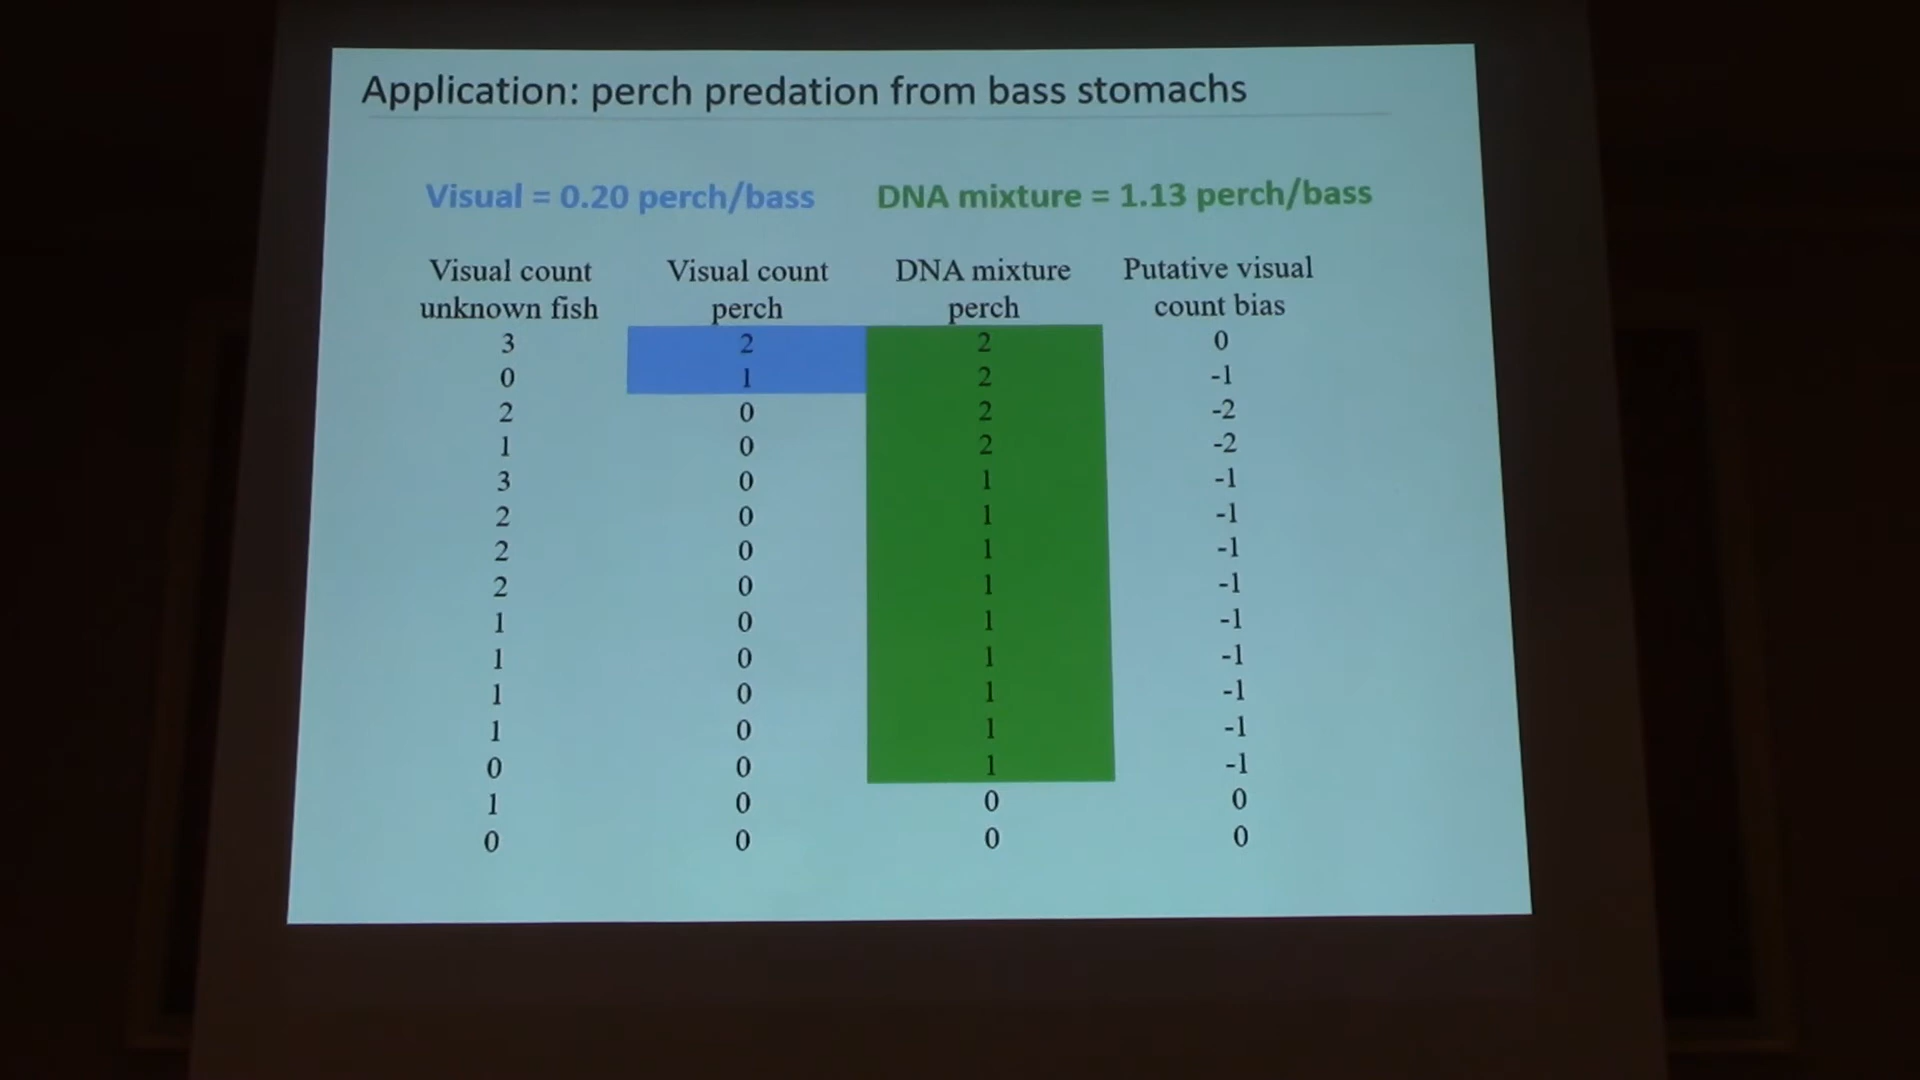 Application: perch predation from bass stomachs
Visual = 0.20 perch/bass DNA mixture = 1.13 perch/bass
Visual count Visual count DNA mixture Putative visual
unknown fish perch perch count bias
3 2 2 0
0 1 2 -1
2 0 2 -2
1 0 2 -2
3 0 1 -1
2 0 1 -1
2 0 1 -1
2 0 1 -1
1 0 1 -1
1 0 1 -1
1 0 1 -1
1 0 1 -1
0 0 1 -1
1 0 0 0
0 0 0 0